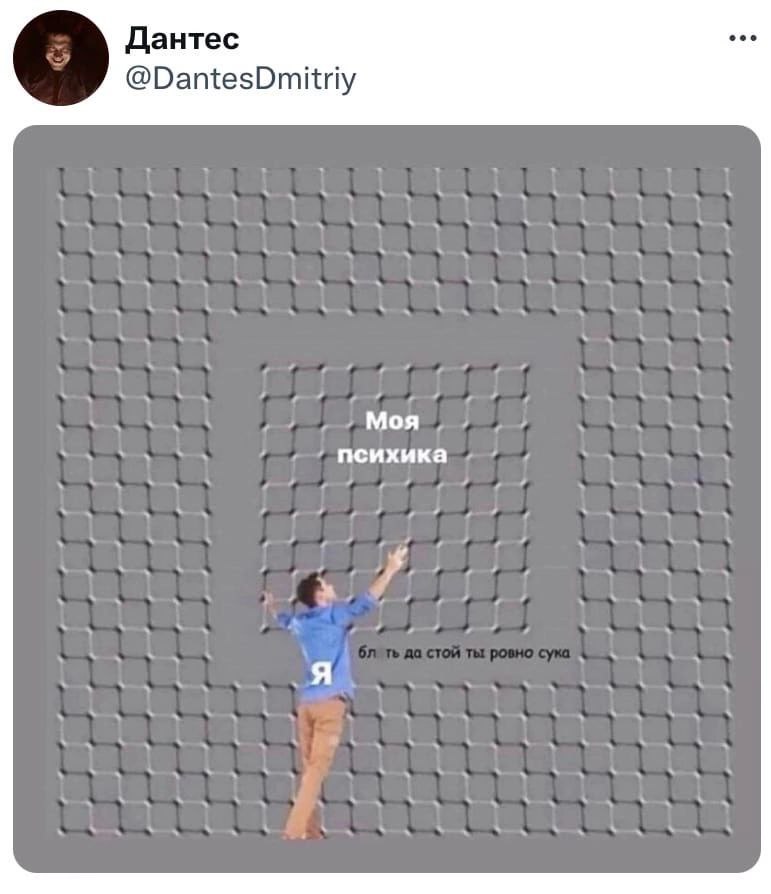 Дантес
@DantesDmitriy
Моя
психика
бл ть да стой ты ровно сука
Я